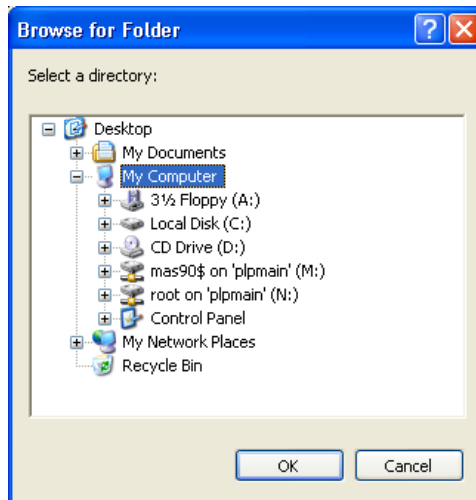 Browse for Folder
Select a directory:
Desktop
My Documents
My Computer
3½ Floppy (A:)
Local Disk (C:)
CD Drive (D:)
mas90$ on 'plpmain' (M:)
root on 'plpmain' (N:)
Control Panel
My Network Places
Recycle Bin
OK Cancel